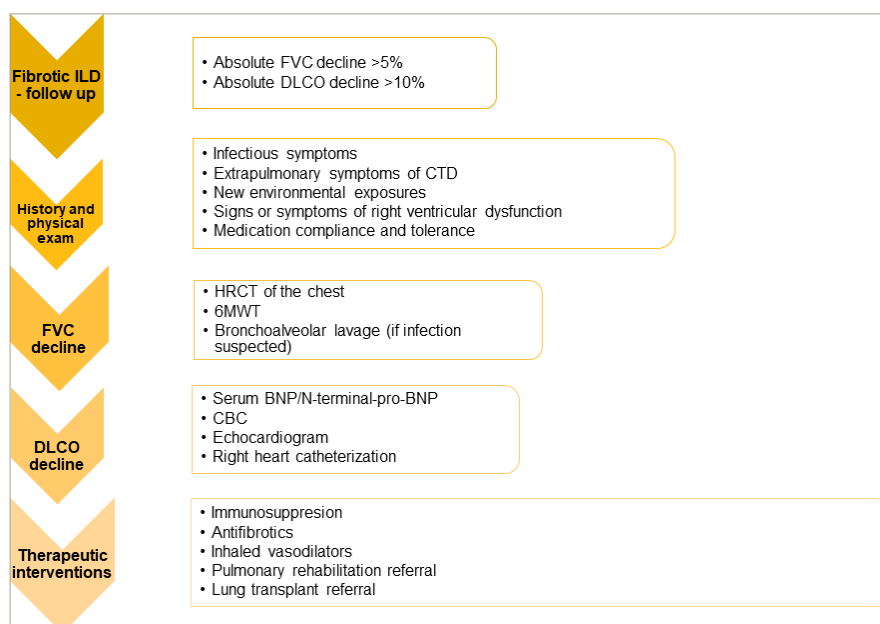 Fibrotic ILD
- follow up
• Absolute FVC decline >5%
• Absolute DLCO decline >10%
History and
physical
exam
• Infectious symptoms
• Extrapulmonary symptoms of CTD
• New environmental exposures
• Signs or symptoms of right ventricular dysfunction
• Medication compliance and tolerance
FVC
decline
• HRCT of the chest
• 6MWT
• Bronchoalveolar lavage (if infection
suspected)
DLCO
decline
• Serum BNP/N-terminal-pro-BNP
• CBC
• Echocardiogram
• Right heart catheterization
Therapeutic
interventions
• Immunosuppresion
• Antifibrotics
• Inhaled vasodilators
• Pulmonary rehabilitation referral
• Lung transplant referral